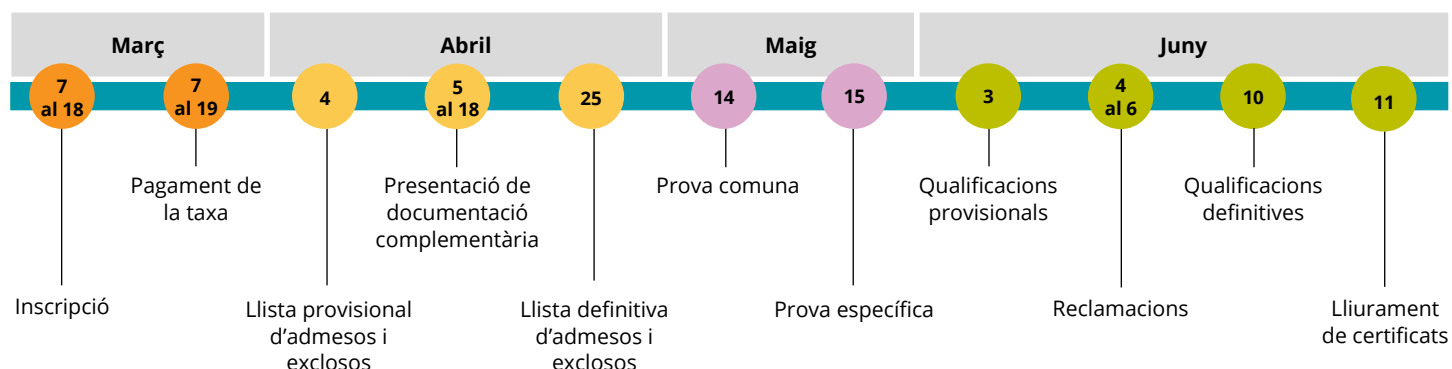 Març
Abril
Maig
Juny
7
al 18
7
al 19
4
5
al 18
25
14
15
3
4
al 6
10
11
Pagament de
la taxa
Presentació de
documentació
complementària
Prova comuna
Qualificacions
provisionals
Qualificacions
definitives
Inscripció
Llista provisional
d'admesos i
exclosos
Llista definitiva
d'admesos i
exclosos
Prova específica
Reclamacions
Lliurament
de certificats